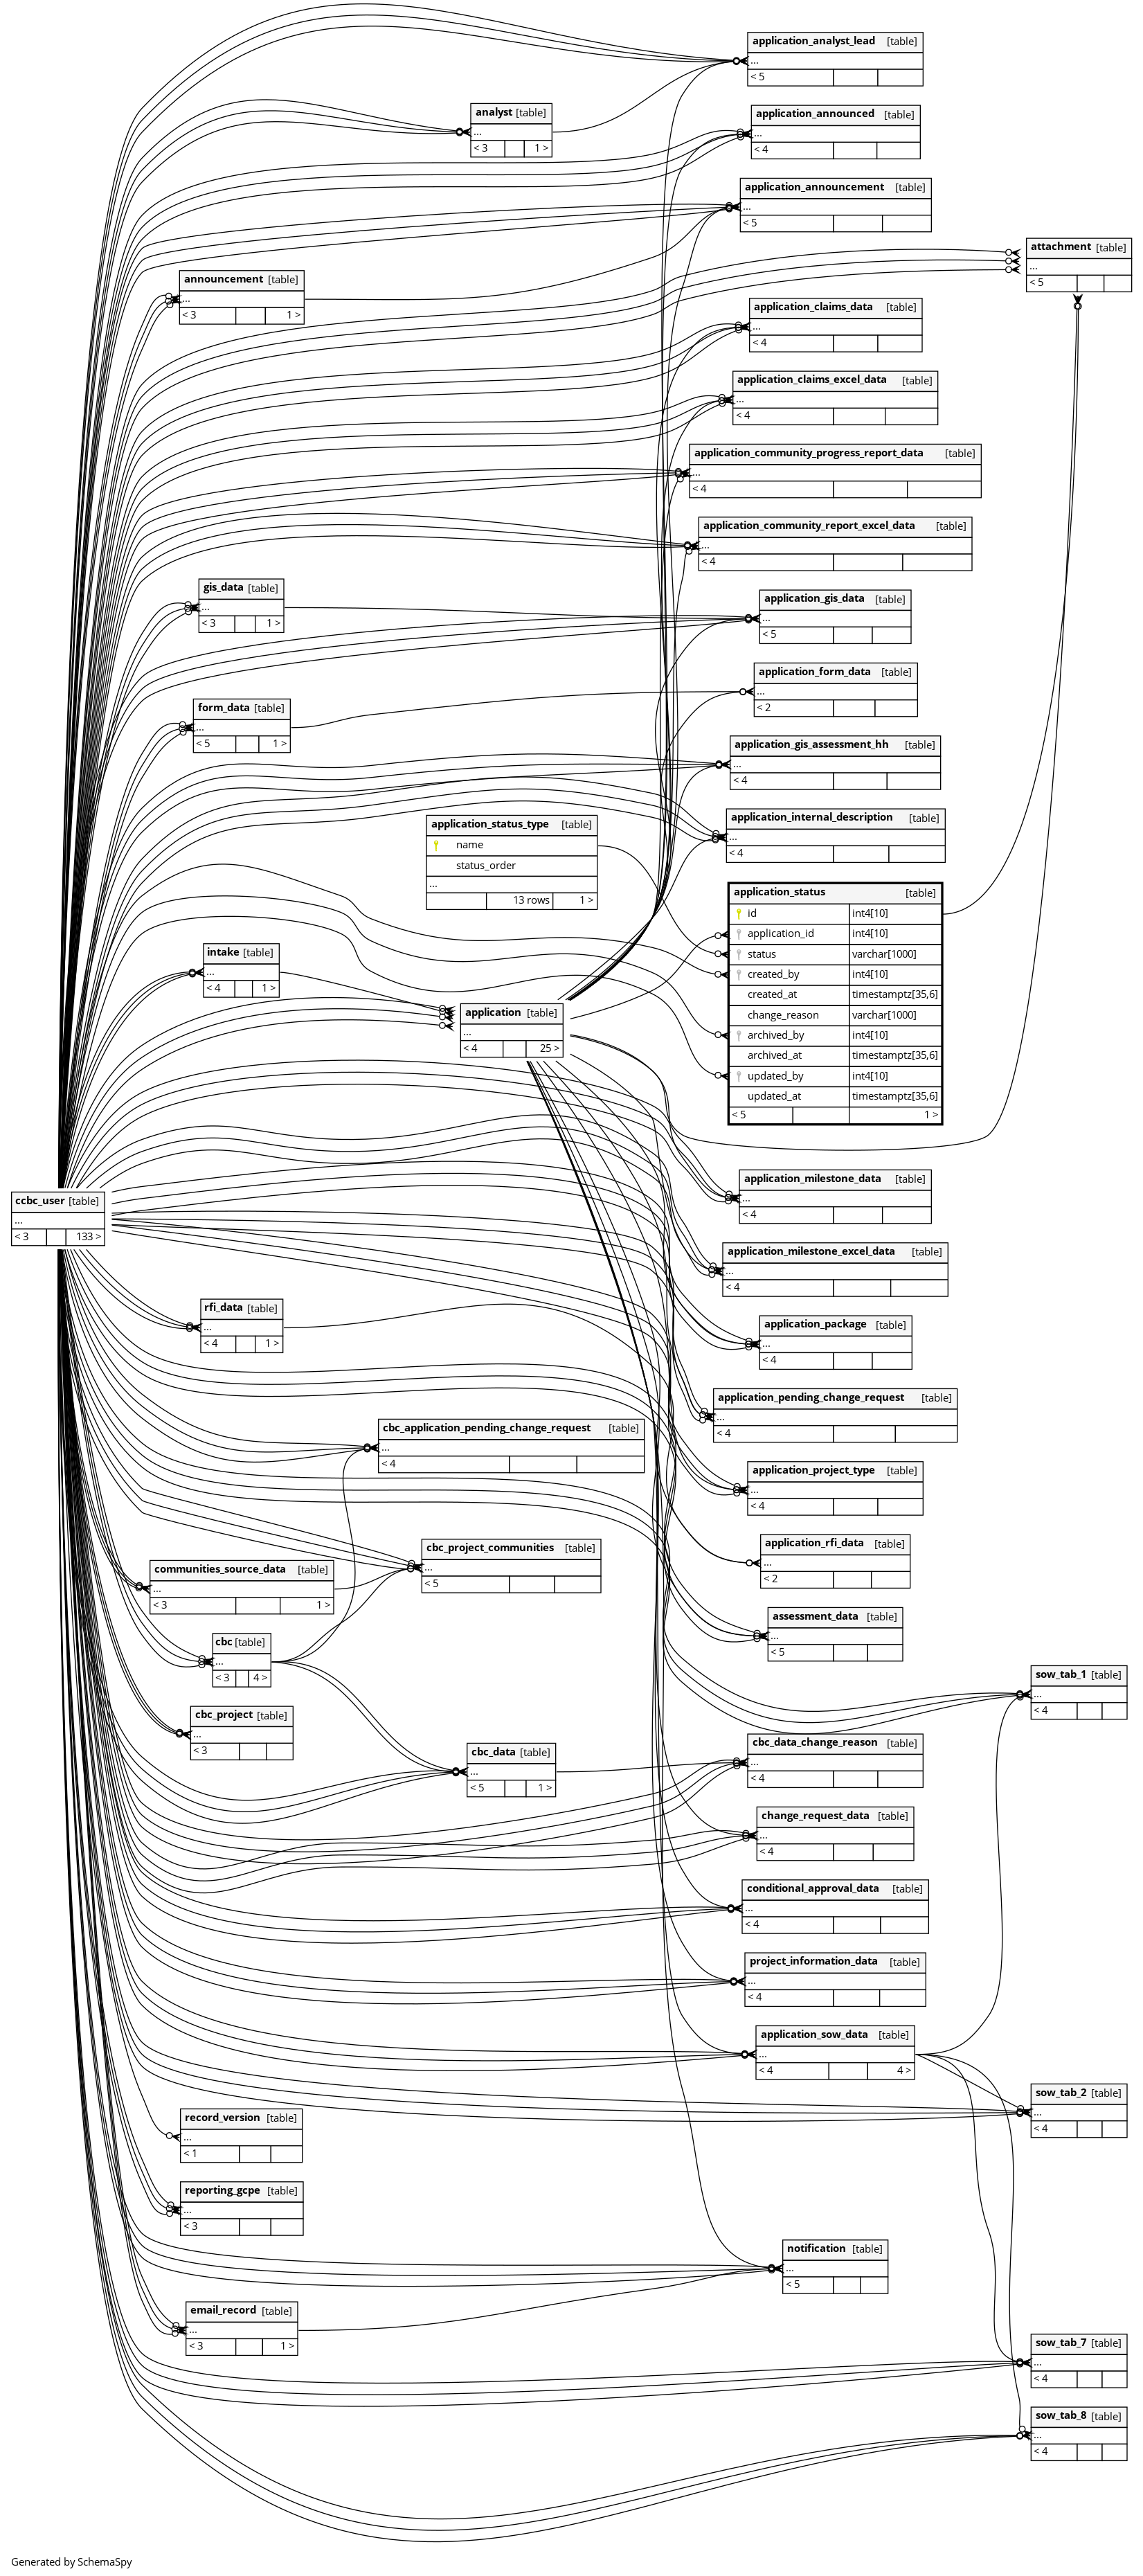 application_analyst_lead [table]
...
< 5
analyst [table]
...
< 3 1 >
application_announced [table]
...
< 4
application_announcement [table]
...
< 5
attachment [table]
...
< 5
announcement [table]
...
< 3 1 >
application_claims_data [table]
...
< 4
application_claims_excel_data [table]
...
< 4
application_community_progress_report_data [table]
...
< 4
application_community_report_excel_data [table]
...
< 4
gis_data [table]
...
< 3 1 >
application_gis_data [table]
...
< 5
application_form_data [table]
...
< 2
form_data [table]
...
< 5 1 >
application_gis_assessment_hh [table]
...
< 4
application_internal_description [table]
...
< 4
application_status_type [table]
name
status_order
...
13 rows 1 >
application_status [table]
id int4[10]
application_id int4[10]
status varchar[1000]
created_by int4[10]
created_at timestamptz[35,6]
change_reason varchar[1000]
archived_by int4[10]
archived_at timestamptz[35,6]
updated_by int4[10]
updated_at timestamptz[35,6]
< 5 1 >
intake [table]
...
< 4 1 >
application [table]
...
< 4 25 >
application_milestone_data [table]
...
< 4
ccbc_user [table]
...
< 3 133 >
application_milestone_excel_data [table]
...
< 4
rfi_data [table]
...
< 4 1 >
application_package [table]
...
< 4
application_pending_change_request [table]
...
< 4
cbc_application_pending_change_request [table]
...
< 4
application_project_type [table]
...
< 4
application_rfi_data [table]
...
< 2
cbc_project_communities [table]
...
< 5
communities_source_data [table]
...
< 3 1 >
assessment_data [table]
...
< 5
cbc [table]
...
< 3 4 >
sow_tab_1 [table]
...
< 4
cbc_project [table]
...
< 3
cbc_data [table]
...
< 5 1 >
cbc_data_change_reason [table]
...
< 4
change_request_data [table]
...
< 4
conditional_approval_data [table]
...
< 4
project_information_data [table]
...
< 4
application_sow_data [table]
...
< 4 4 >
sow_tab_2 [table]
...
< 4
record_version [table]
...
< 1
reporting_gcpe [table]
...
< 3
notification [table]
...
< 5
email_record [table]
...
< 3 1 >
sow_tab_7 [table]
...
< 4
sow_tab_8 [table]
...
< 4
Generated by SchemaSpy